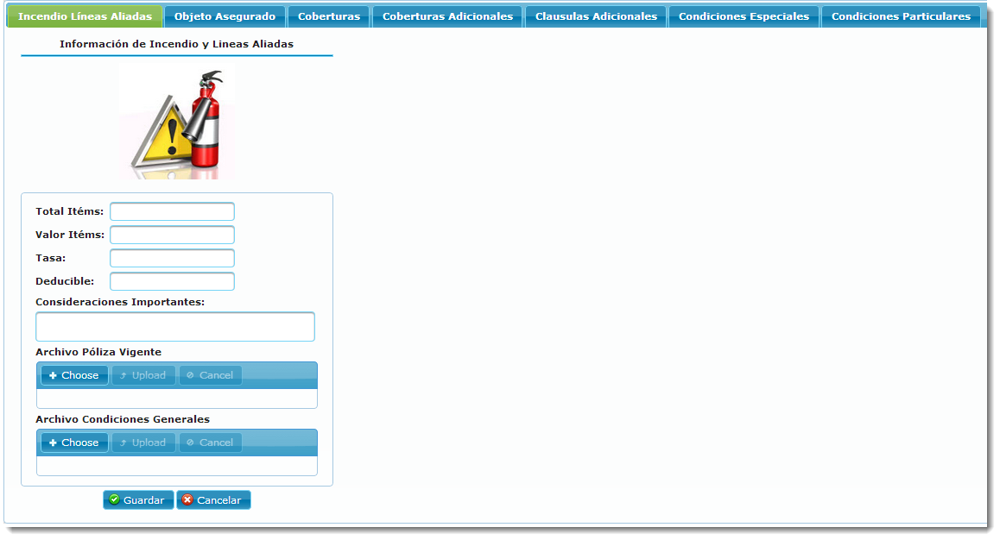 Incendio Líneas Aliadas Objeto Asegurado Coberturas Coberturas Adicionales Clausulas Adicionales Condiciones Especiales Condiciones Particulares
Información de Incendio y Lineas Aliadas
Total Itéms:
Valor Itéms:
Tasa:
Deducible:
Consideraciones Importantes:
Archivo Póliza Vigente
Choose Upload Cancel
Archivo Condiciones Generales
Choose Upload Cancel
Guardar Cancelar